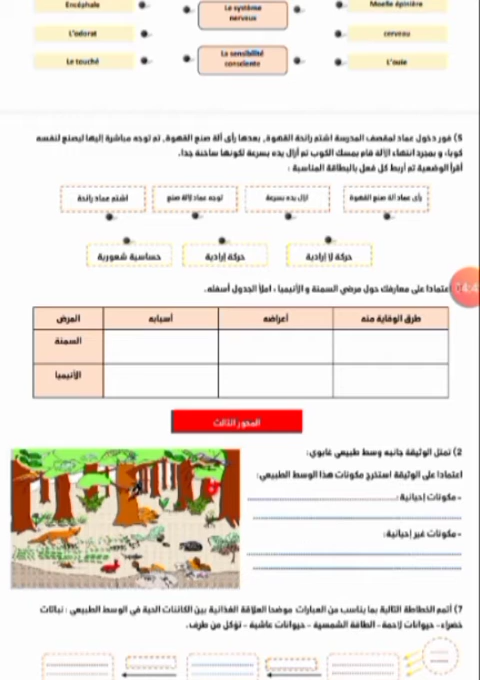 Encéphale
Le système nerveux
Moelle épinière
L'odorat
cerveau
Le touché
La sensibilité consciente
L'ouïe
5) فور دخول عماد لمقصف المدرسة اشتم رائحة القهوة, بعدها رأى آلة صنع القهوة, ثم توجه مباشرة إليها ليصنع لنفسه
كوبا، و بمجرد انتهاء الآلة قام بمسك الكوب ثم أزال يده بسرعة لكونها ساخنة جدا.
أقرأ الوضعية ثم أربط كل فعل بالبطاقة المناسبة :
رأى عماد آلة صنع القهوة
أزال يده بسرعة
توجه عماد لآلة صنع
اشتم عماد رائحة
حركة لا إرادية
حركة إرادية
حساسية شعورية
اعتمادا على معارفك حول مرضي السمنة و الأنيميا ، املأ الجدول أسفله.
المرض
أسبابه
أعراضه
طرق الوقاية منه
السمنة
الأنيميا
المحور الثالث
2) تمثل الوثيقة جانبه وسط طبيعي غابوي:
اعتمادا على الوثيقة استخرج مكونات هذا الوسط الطبيعي:
- مكونات إحيائية:
- مكونات غير إحيائية:
7) أتمم الخطاطة التالية بما يناسب من العبارات موضحا العلاقة الغذائية بين الكائنات الحية في الوسط الطبيعي : نباتات
خضراء - حيوانات لاحمة - الطاقة الشمسية - حيوانات عاشبة - تؤكل من طرف.